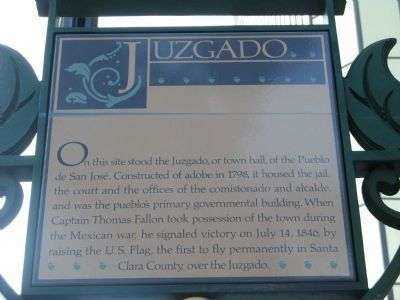 JUZGADO
On this site stood the Juzgado, or town hall, of the Pueblo
de San José. Constructed of adobe in 1798, it housed the jail,
the court and the offices of the comisionado and alcalde,
and was the pueblo's primary governmental building. When
Captain Thomas Fallon took possession of the town during
the Mexican war, he signaled victory on July 14, 1846, by
raising the U.S. Flag, the first to fly permanently in Santa
Clara County, over the Juzgado.